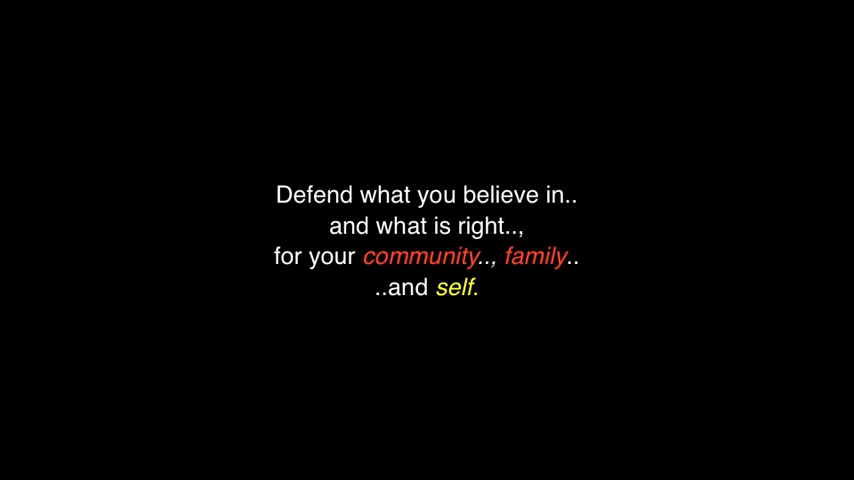 Defend what you believe in..
and what is right..,
for your community.., family..
..and self.